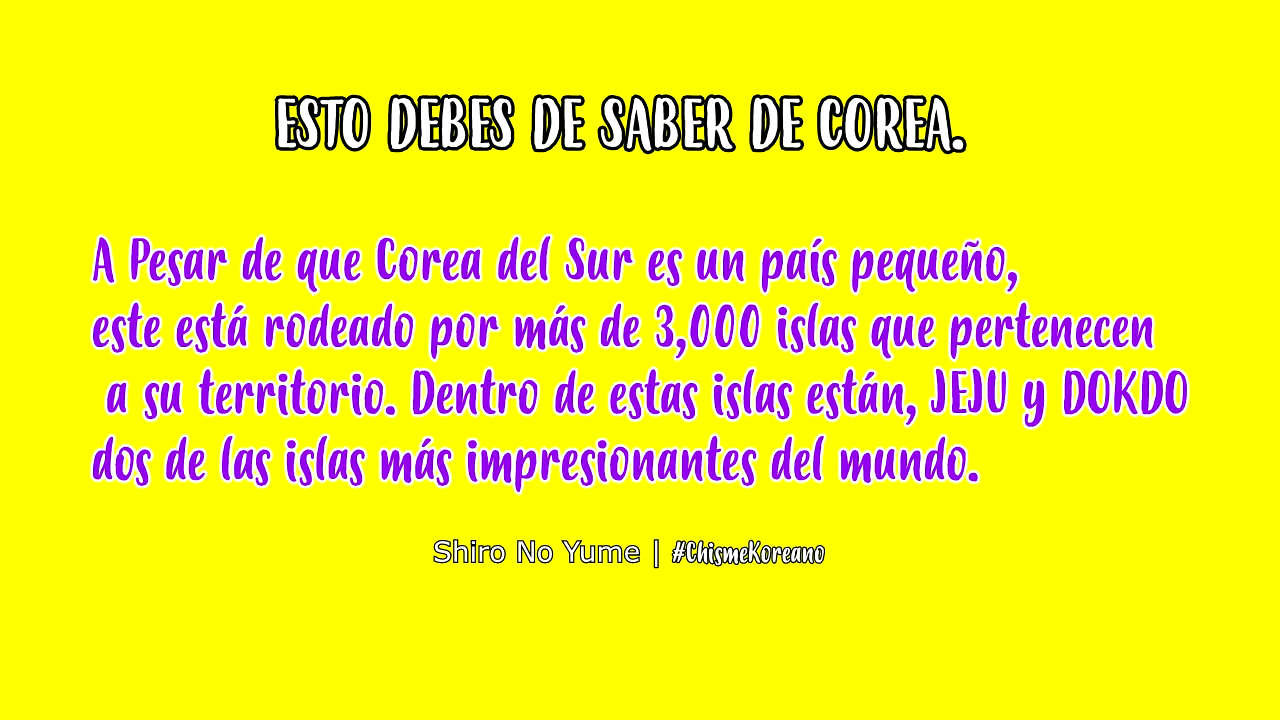 ESTO DEBES DE SABER DE COREA.
A Pesar de que Corea del Sur es un país pequeño,
este está rodeado por más de 3,000 islas que pertenecen
a su territorio. Dentro de estas islas están, JEJU y DOKDO
dos de las islas más impresionantes del mundo.
Shiro No Yume | #ChismeKoreano